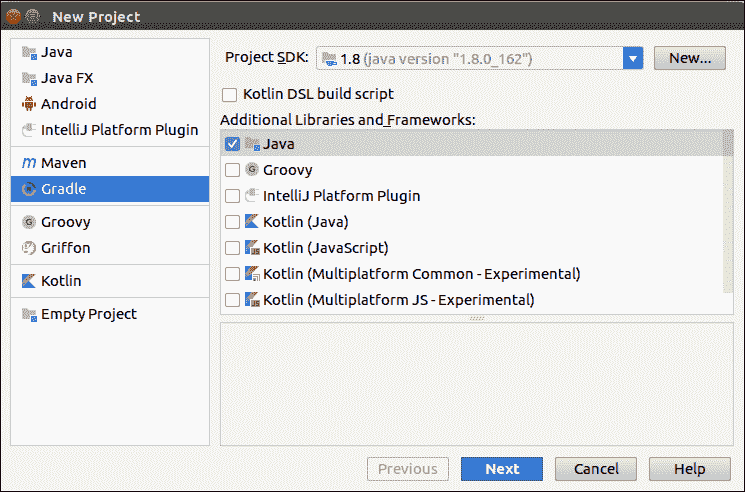 New Project
Java
Java FX
Android
IntelliJ Platform Plugin
Maven
Gradle
Groovy
Griffon
Kotlin
Empty Project
Project SDK: 1.8 (java version "1.8.0_162") New...
Kotlin DSL build script
Additional Libraries and Frameworks:
Java
Groovy
IntelliJ Platform Plugin
Kotlin (Java)
Kotlin (JavaScript)
Kotlin (Multiplatform Common - Experimental)
Kotlin (Multiplatform JS - Experimental)
Previous Next Cancel Help